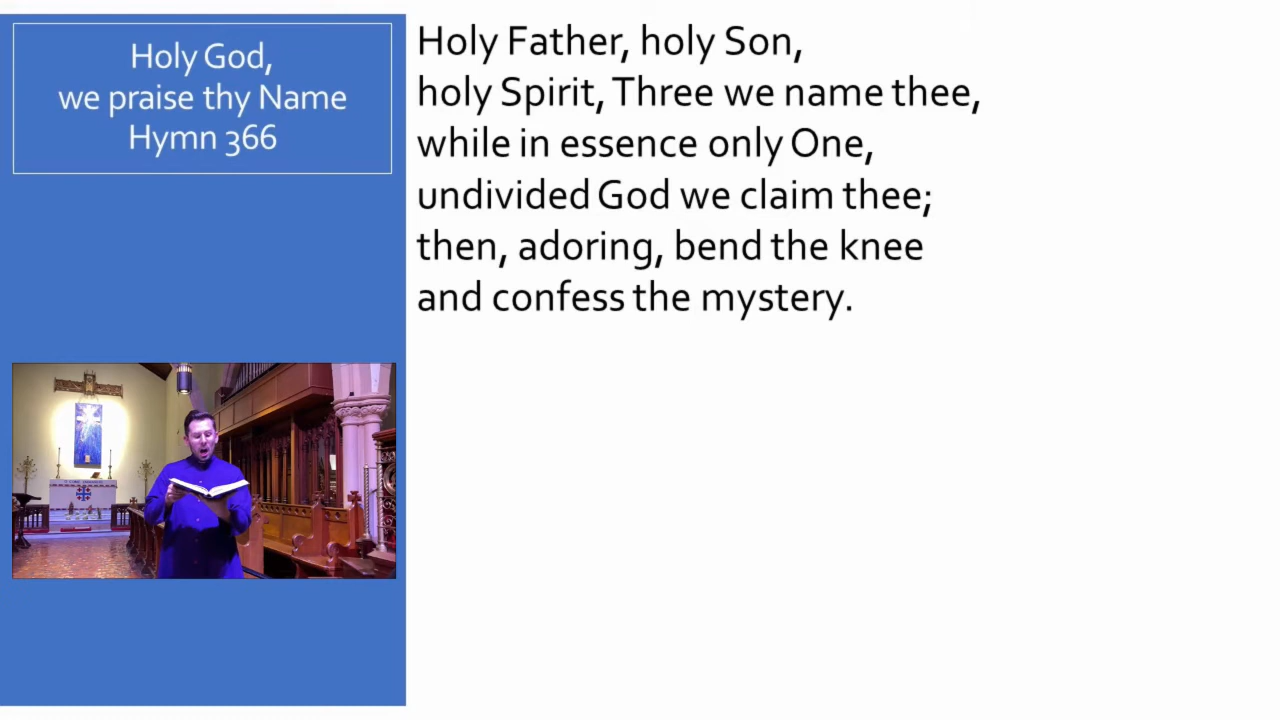 Holy God,
we praise thy Name
Hymn 366
Holy Father, holy Son,
holy Spirit, Three we name thee,
while in essence only One,
undivided God we claim thee;
then, adoring, bend the knee
and confess the mystery.